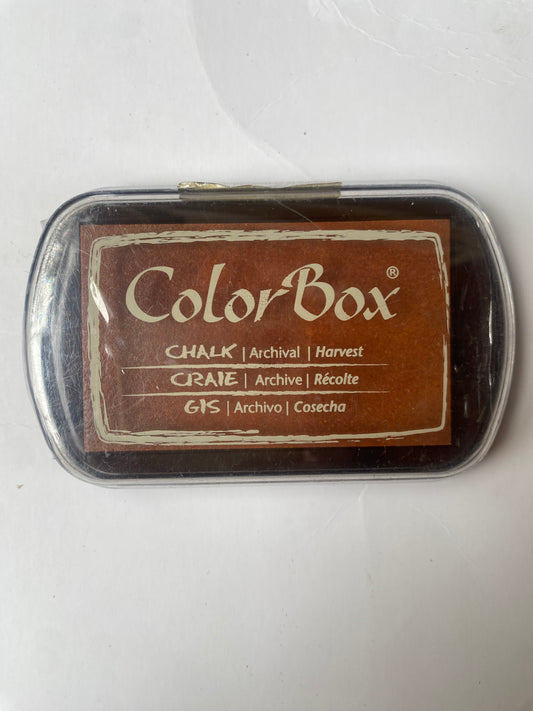 ColorBox®
CHALK | Archival | Harvest
CRAIE | Archive | Récolte
GIS | Archivo | Cosecha